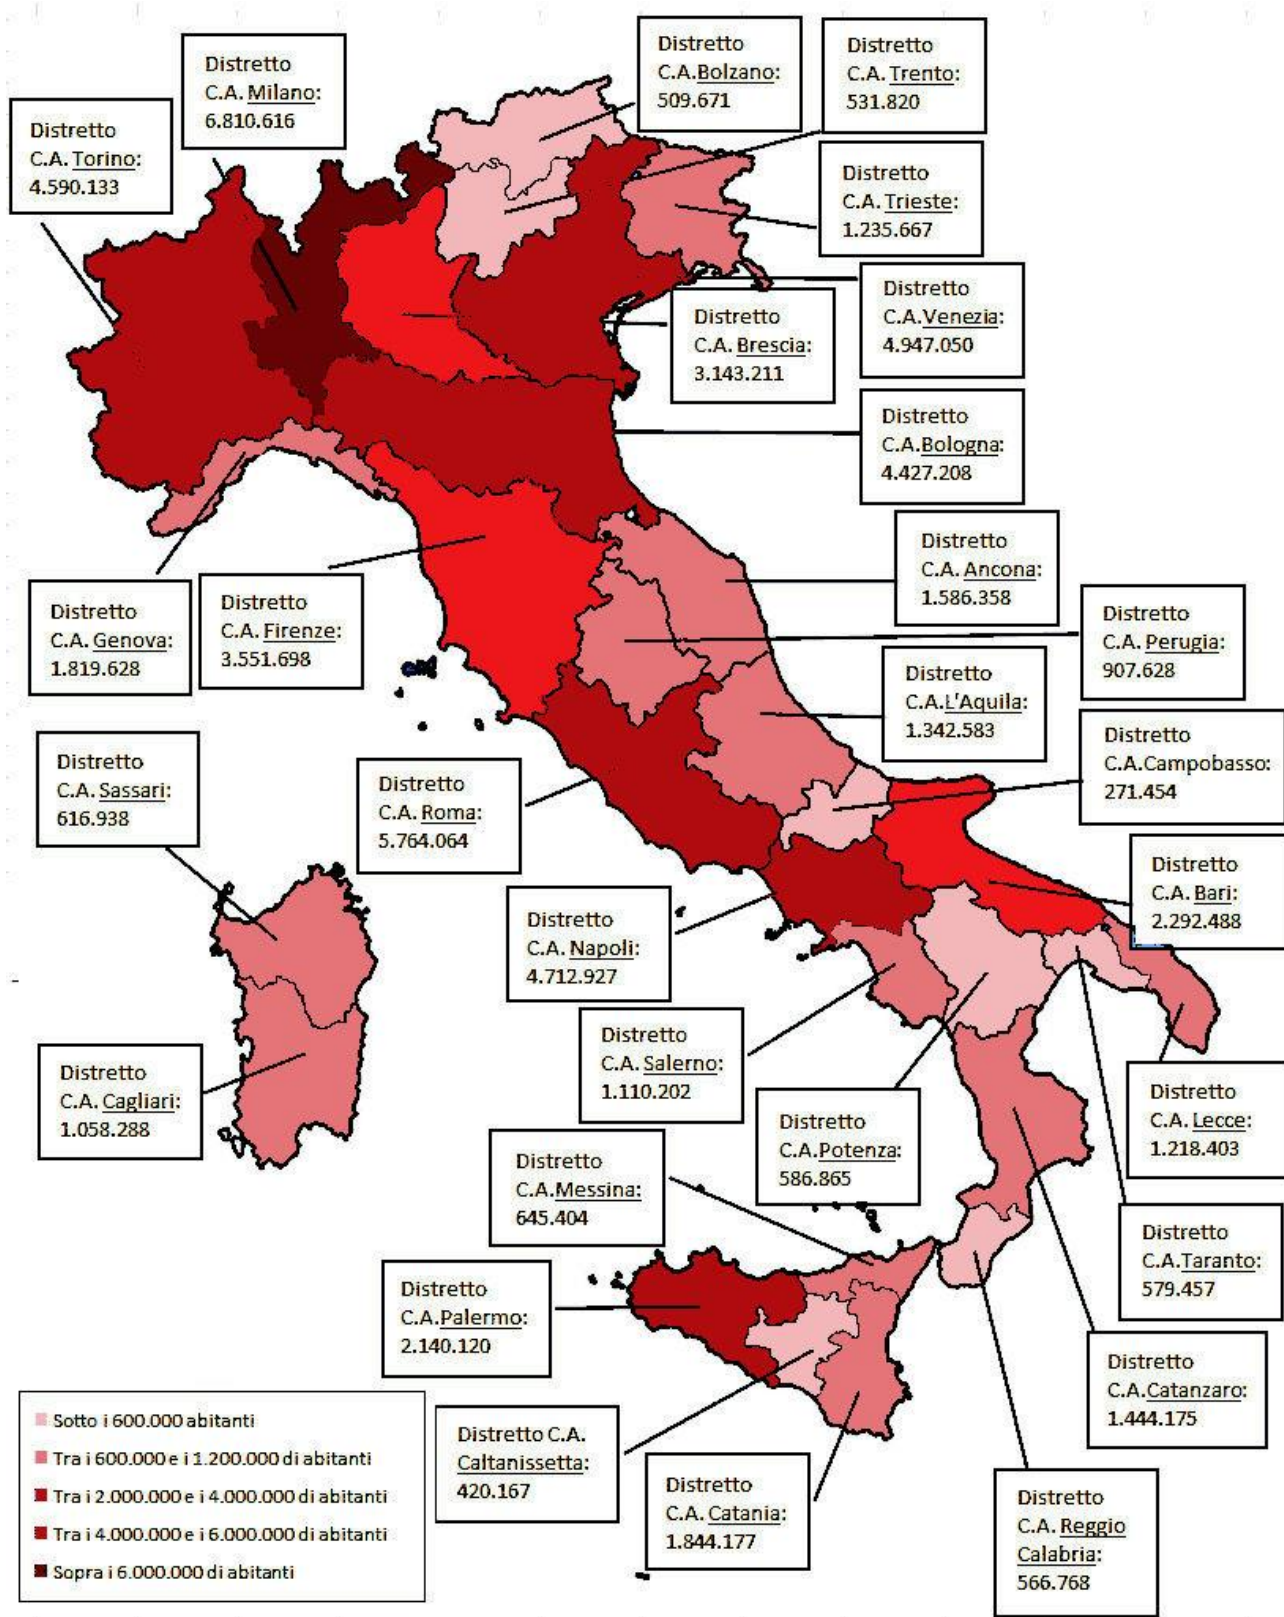 Distretto
C.A. Milano:
6.810.616
Distretto
C.A.Bolzano:
509.671
Distretto
C.A. Trento:
531.820
Distretto
C.A. Torino:
4.590.133
Distretto
C.A. Trieste:
1.235.667
Distretto
C.A.Venezia:
4.947.050
Distretto
C.A. Brescia:
3.143.211
Distretto
C.A.Bologna:
4.427.208
Distretto
C.A. Ancona:
1.586.358
Distretto
C.A. Genova:
1.819.628
Distretto
C.A. Firenze:
3.551.698
Distretto
C.A. Perugia:
907.628
Distretto
C.A.L'Aquila:
1.342.583
Distretto
C.A.Campobasso:
271.454
Distretto
C.A. Sassari:
616.938
Distretto
C.A. Roma:
5.764.064
Distretto
C.A. Bari:
2.292.488
Distretto
C.A. Napoli:
4.712.927
Distretto
C.A. Salerno:
1.110.202
Distretto
C.A. Cagliari:
1.058.288
Distretto
C.A. Lecce:
1.218.403
Distretto
C.A.Potenza:
586.865
Distretto
C.A.Messina:
645.404
Distretto
C.A.Taranto:
579.457
Distretto
C.A.Palermo:
2.140.120
Distretto
C.A.Catanzaro:
1.444.175
Distretto C.A.
Caltanissetta:
420.167
Distretto
C.A. Catania:
1.844.177
Distretto
C.A. Reggio
Calabria:
566.768
Sotto i 600.000 abitanti
Tra i 600.000 e i 1.200.000 di abitanti
Tra i 2.000.000 e i 4.000.000 di abitanti
Tra i 4.000.000 e i 6.000.000 di abitanti
Sopra i 6.000.000 di abitanti